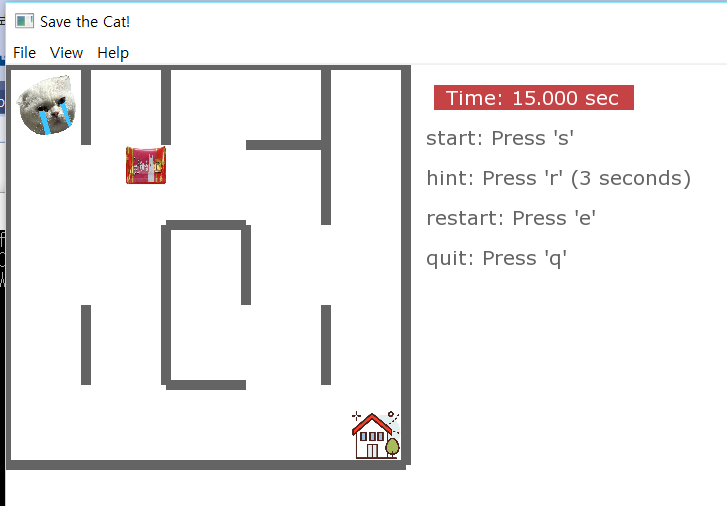 Save the Cat!
File View Help
Time: 15.000 sec
start: Press 's'
hint: Press 'r' (3 seconds)
restart: Press 'e'
quit: Press 'q'